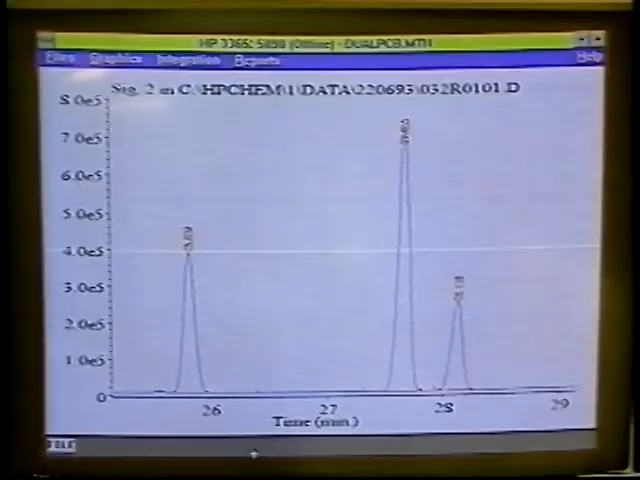 HP 3365: 5890 (Offline) - DUALPCB.MTH
Files Graphics Integration Reports Help
Sig. 2 in C:\HPCHEM\1\DATA\220693\032R0101.D
8.0e5
7.0e5
6.0e5
5.0e5
4.0e5
3.0e5
2.0e5
1.0e5
0
26 27 28 29
Time (min.)